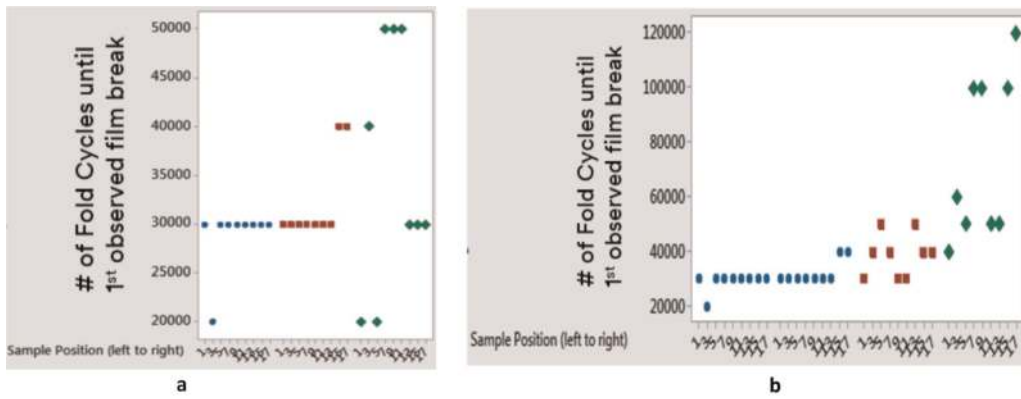 # of Fold Cycles until
1st observed film break
50000
45000
40000
35000
30000
25000
20000
Sample Position (left to right)
a
# of Fold Cycles until
1st observed film break
120000
100000
80000
60000
40000
20000
Sample Position (left to right)
b